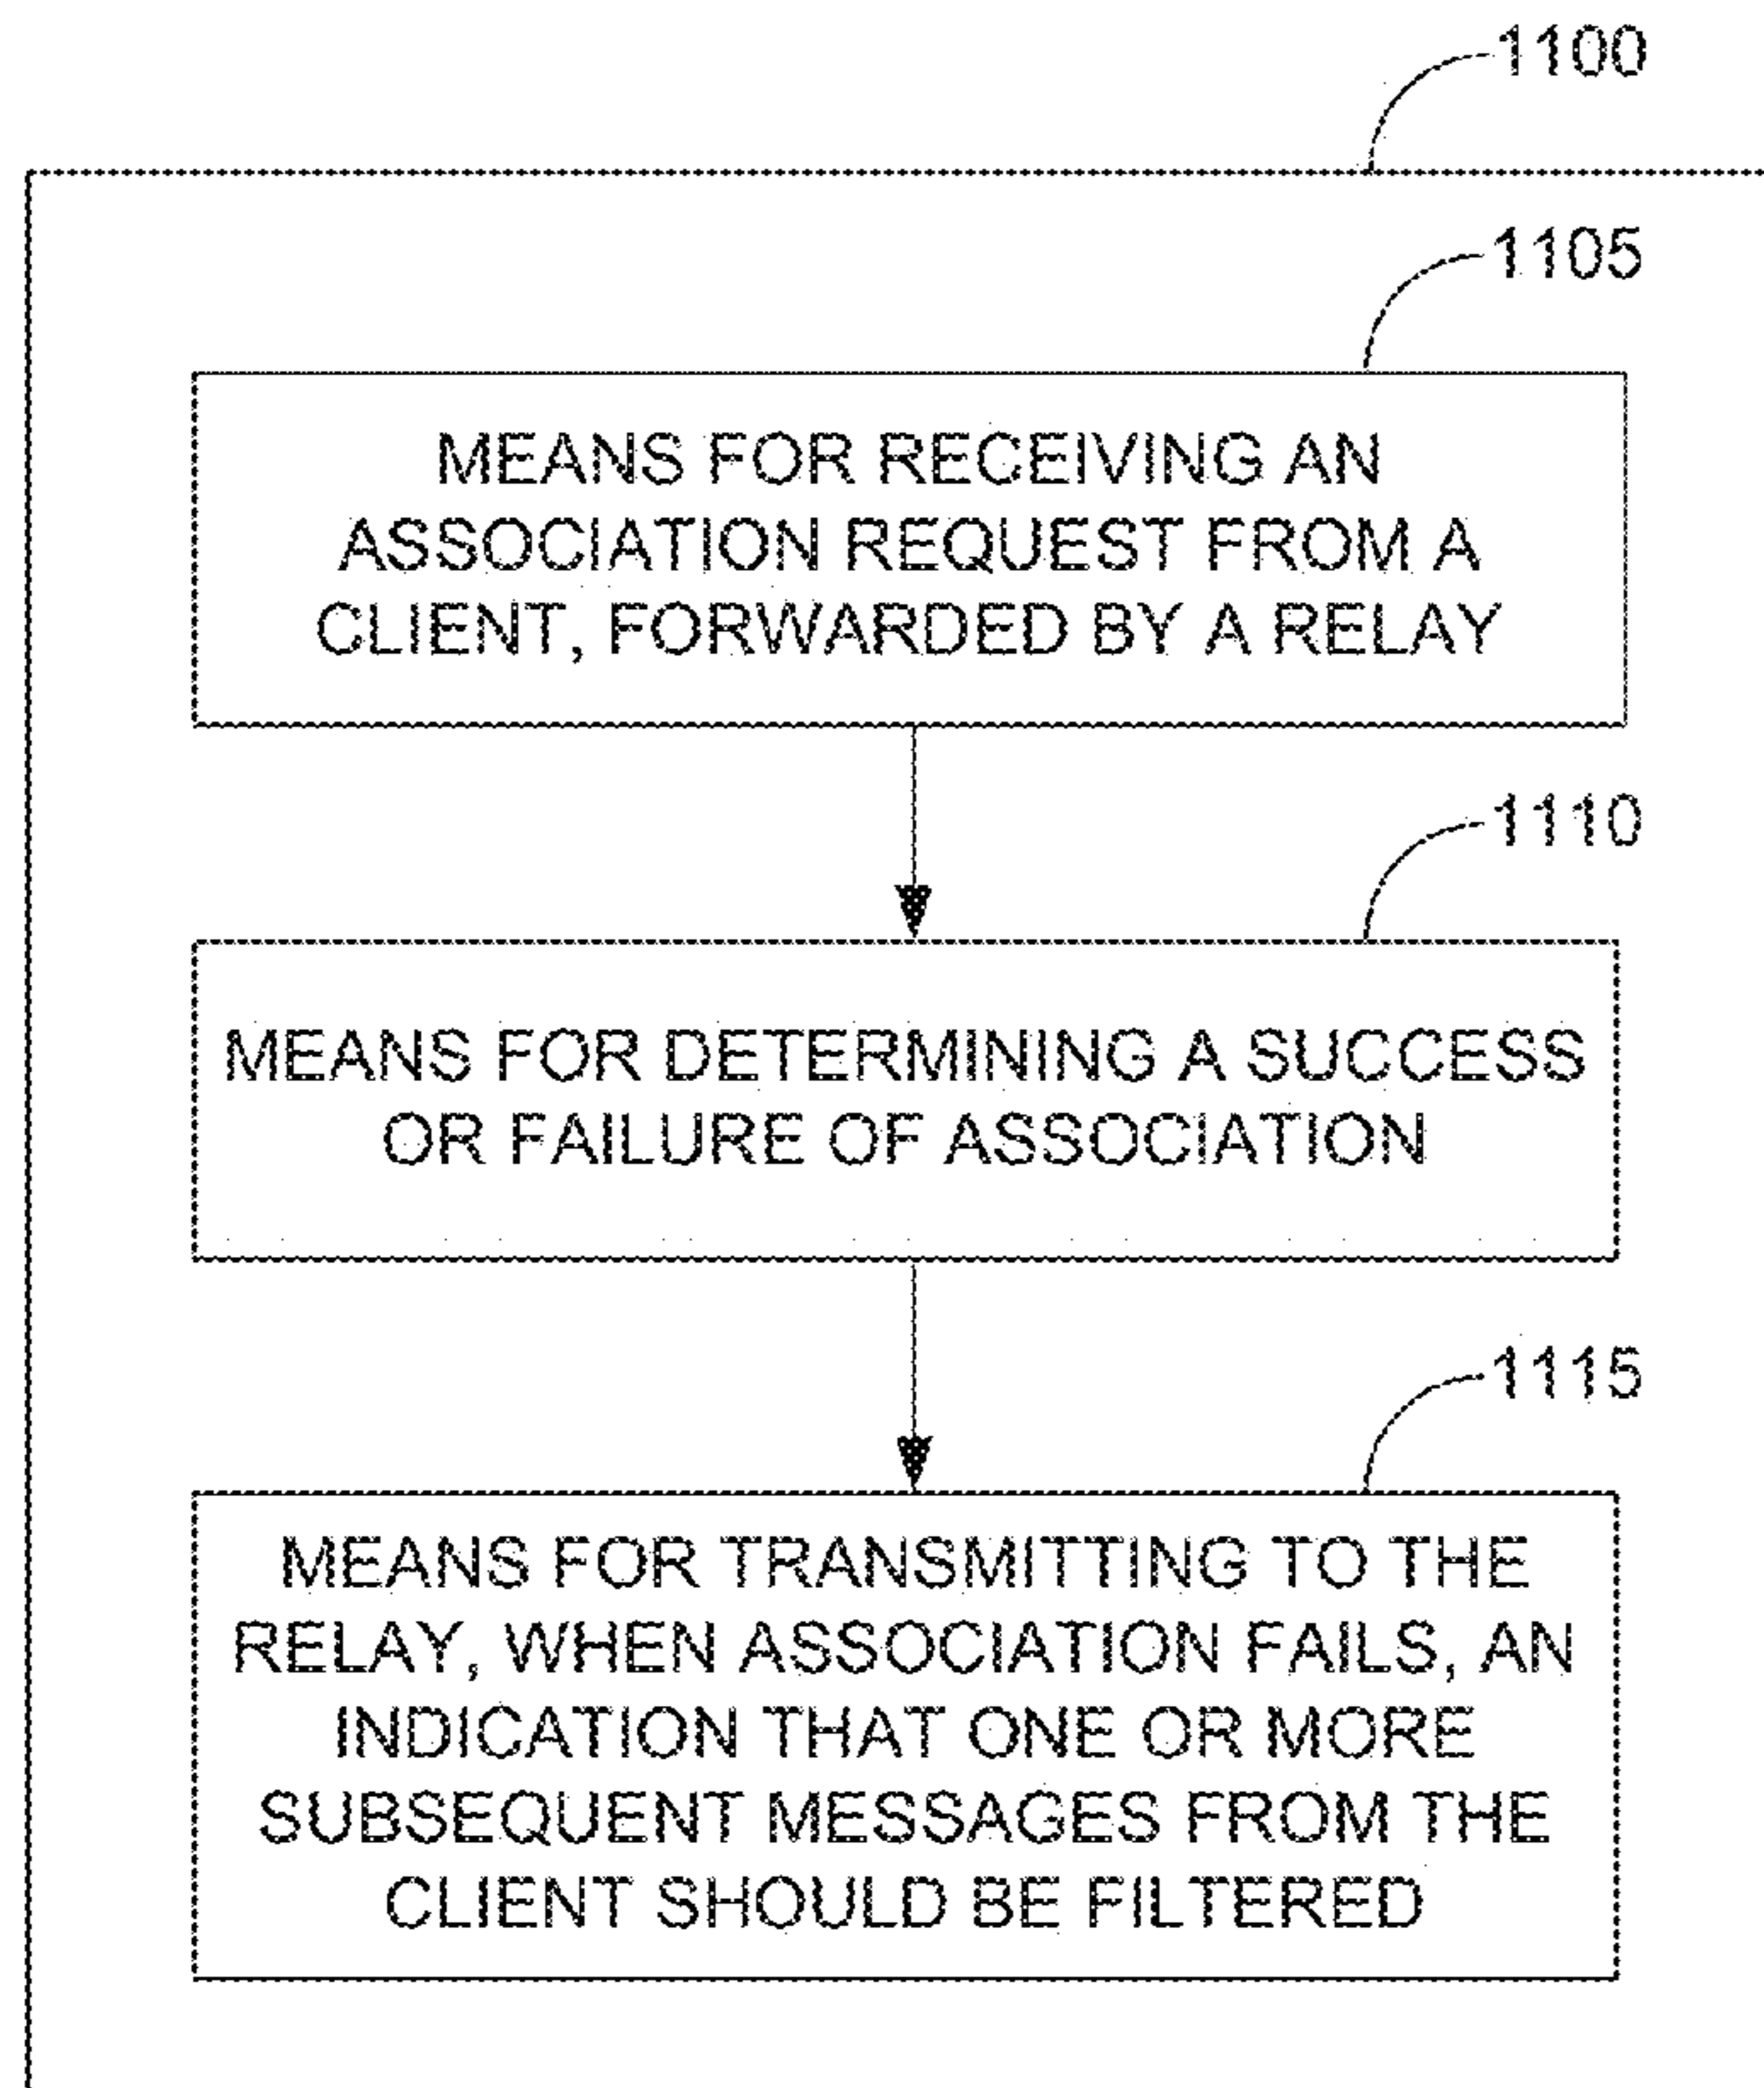 1100
1105
MEANS FOR RECEIVING AN
ASSOCIATION REQUEST FROM A
CLIENT, FORWARDED BY A RELAY
1110
MEANS FOR DETERMINING A SUCCESS
OR FAILURE OF ASSOCIATION
1115
MEANS FOR TRANSMITTING TO THE
RELAY, WHEN ASSOCIATION FAILS, AN
INDICATION THAT ONE OR MORE
SUBSEQUENT MESSAGES FROM THE
CLIENT SHOULD BE FILTERED